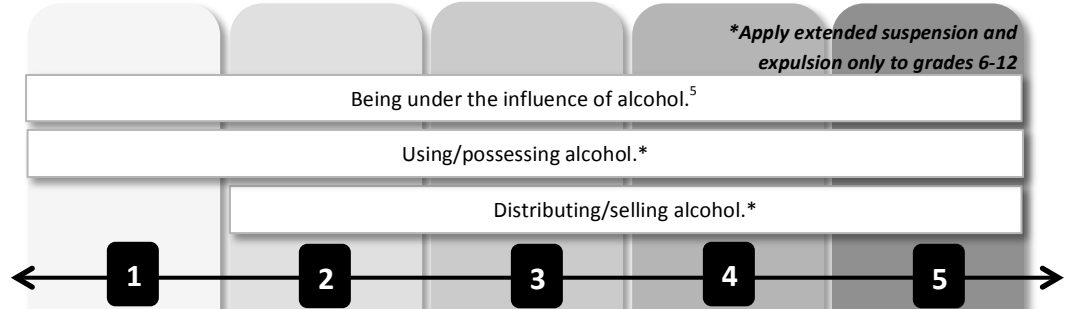 *Apply extended suspension and
expulsion only to grades 6-12
Being under the influence of alcohol.⁵
Using/possessing alcohol.*
Distributing/selling alcohol.*
1 2 3 4 5